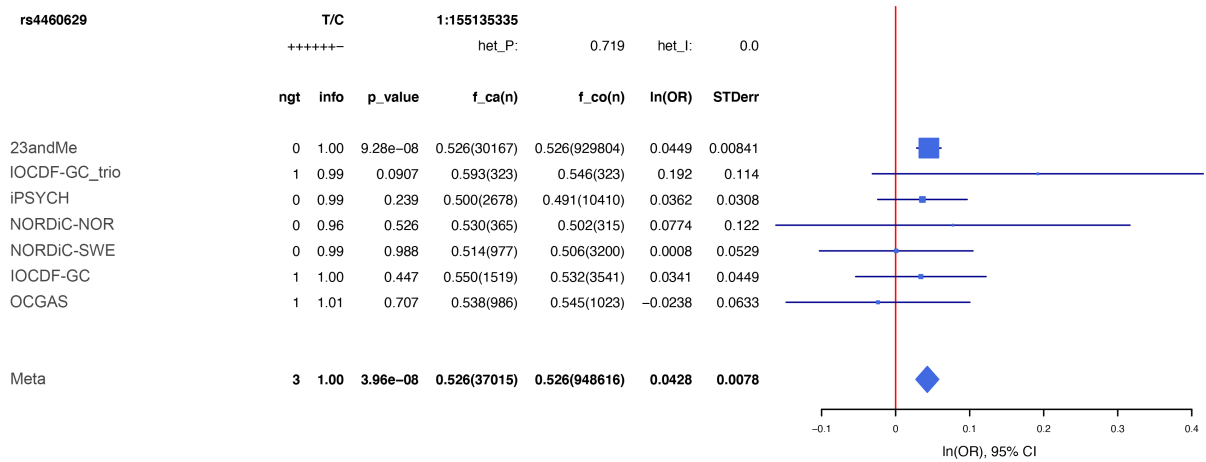 rs4460629 T/C 1:155135335
++++++− het_P: 0.719 het_I: 0.0
ngt info p_value f_ca(n) f_co(n) ln(OR) STDerr
23andMe 0 1.00 9.28e−08 0.526(30167) 0.526(929804) 0.0449 0.00841
IOCDF-GC_trio 1 0.99 0.0907 0.593(323) 0.546(323) 0.192 0.114
iPSYCH 0 0.99 0.239 0.500(2678) 0.491(10410) 0.0362 0.0308
NORDiC-NOR 0 0.96 0.526 0.530(365) 0.502(315) 0.0774 0.122
NORDiC-SWE 0 0.99 0.988 0.514(977) 0.506(3200) 0.0008 0.0529
IOCDF-GC 1 1.00 0.447 0.550(1519) 0.532(3541) 0.0341 0.0449
OCGAS 1 1.01 0.707 0.538(986) 0.545(1023) −0.0238 0.0633
Meta 3 1.00 3.96e−08 0.526(37015) 0.526(948616) 0.0428 0.0078
−0.1 0 0.1 0.2 0.3 0.4
ln(OR), 95% CI